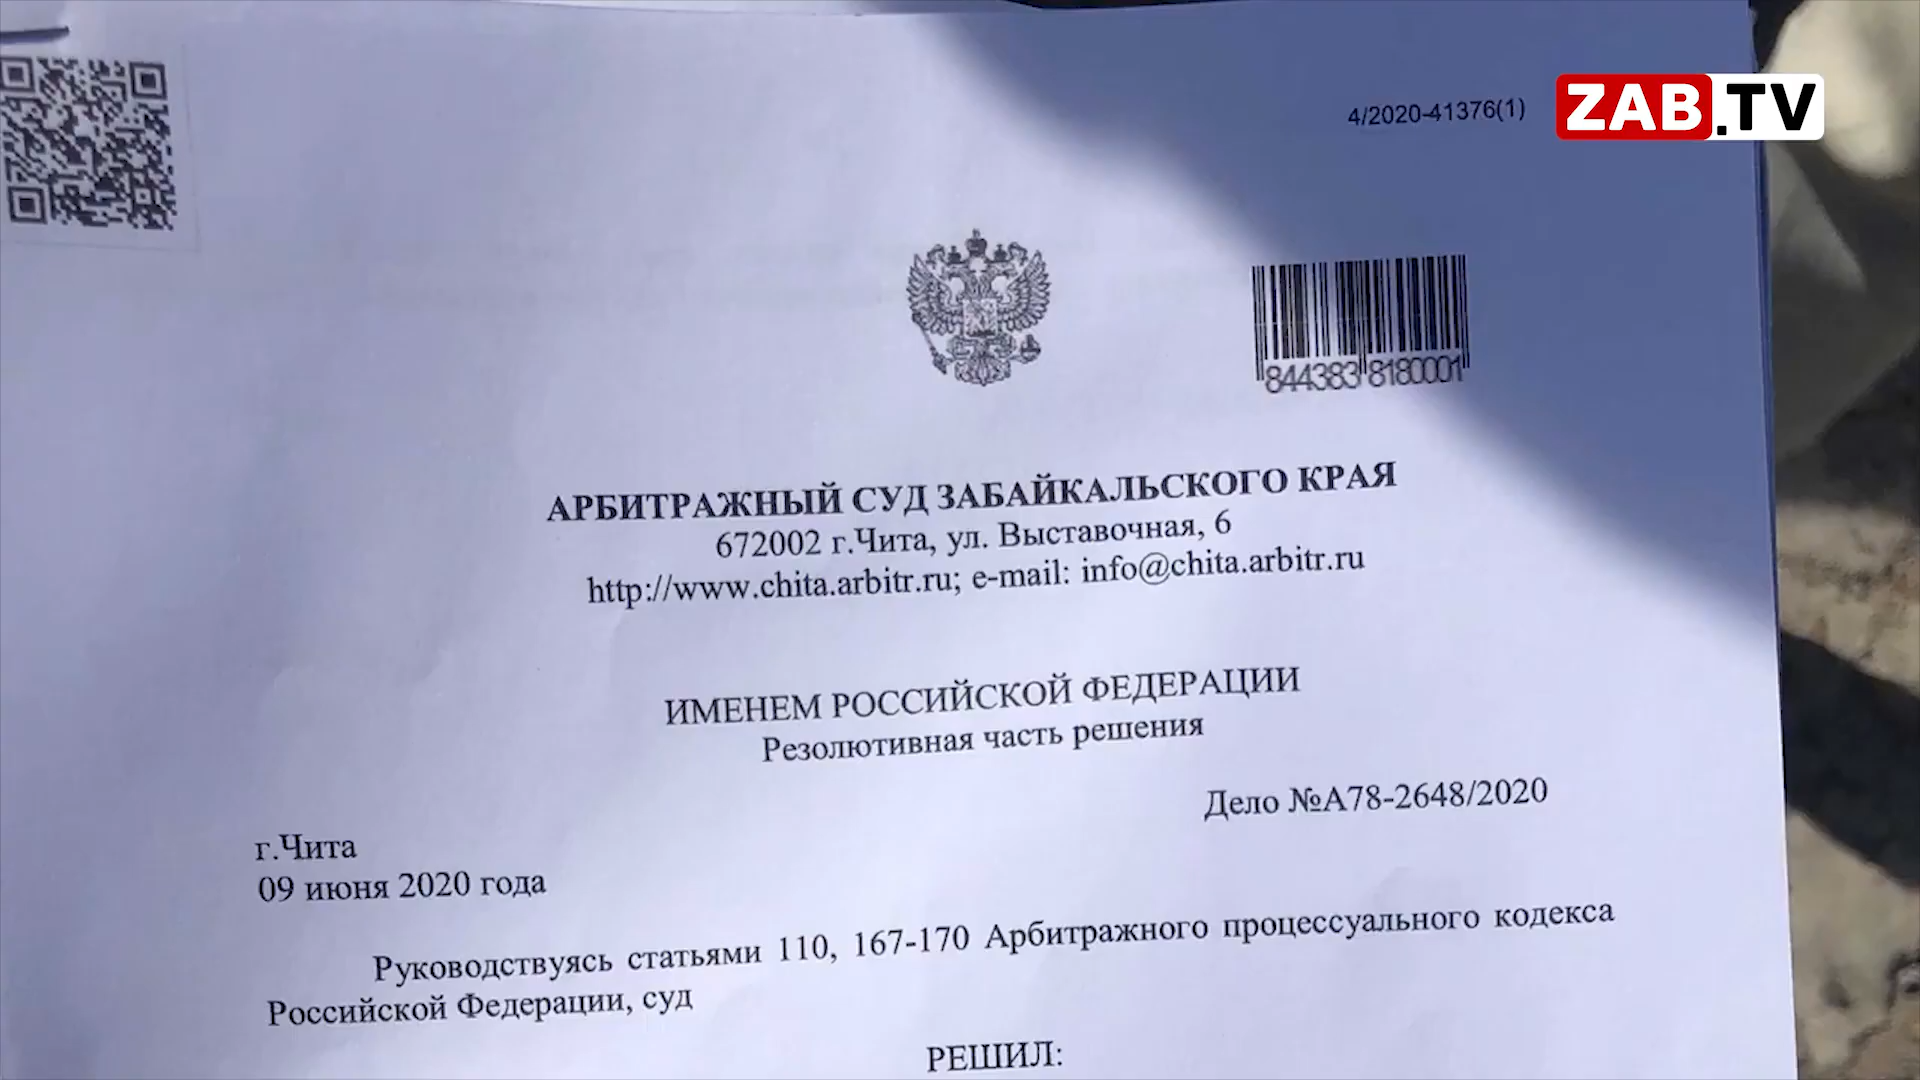 4/2020-41376(1)
ZAB.TV
844383 8180001
АРБИТРАЖНЫЙ СУД ЗАБАЙКАЛЬСКОГО КРАЯ
672002 г.Чита, ул. Выставочная, 6
http://www.chita.arbitr.ru; e-mail: info@chita.arbitr.ru
ИМЕНЕМ РОССИЙСКОЙ ФЕДЕРАЦИИ
Резолютивная часть решения
Дело №А78-2648/2020
г.Чита
09 июня 2020 года
Руководствуясь статьями 110, 167-170 Арбитражного процессуального кодекса
Российской Федерации, суд
РЕШИЛ: